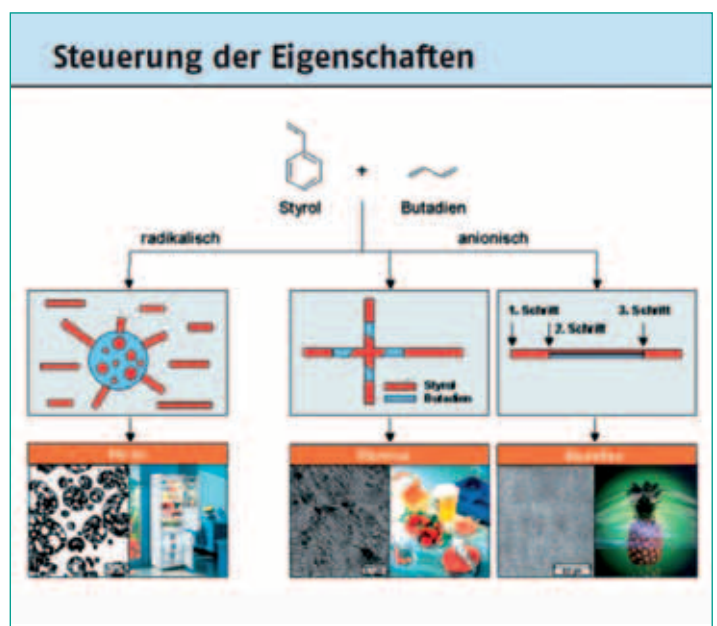 Steuerung der Eigenschaften
+
Styrol Butadien
radikalisch anionisch
1. Schritt 3. Schritt
2. Schritt
Styrol
Butadien